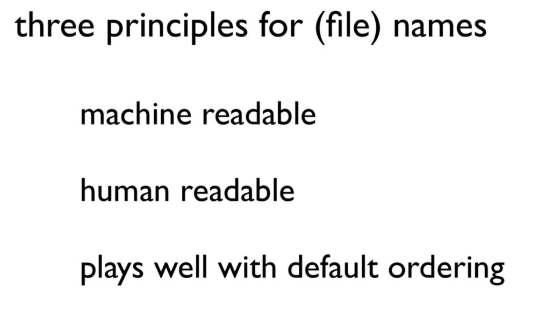 three principles for (file) names
machine readable
human readable
plays well with default ordering